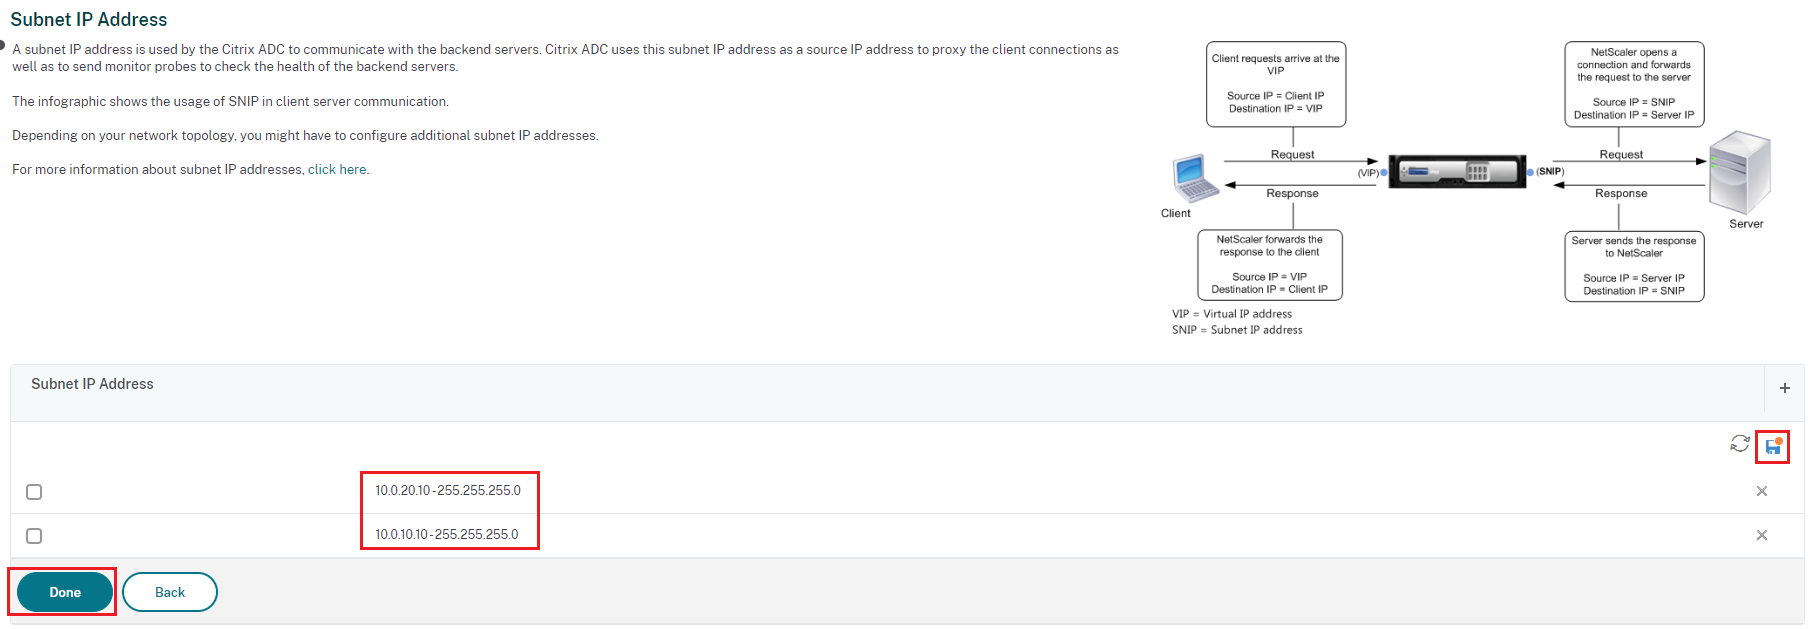 Subnet IP Address
A subnet IP address is used by the Citrix ADC to communicate with the backend servers. Citrix ADC uses this subnet IP address as a source IP address to proxy the client connections as
well as to send monitor probes to check the health of the backend servers.
The infographic shows the usage of SNIP in client server communication.
Depending on your network topology, you might have to configure additional subnet IP addresses.
For more information about subnet IP addresses, click here.
Client requests arrive at the
VIP
Source IP = Client IP
Destination IP = VIP
NetScaler opens a
connection and forwards
the request to the server
Source IP = SNIP
Destination IP = Server IP
Request
Request
(VIP)
(SNIP)
Response
Response
Client
Server
NetScaler forwards the
response to the client
Source IP = VIP
Destination IP = Client IP
Server sends the response
to NetScaler
Source IP = Server IP
Destination IP = SNIP
VIP = Virtual IP address
SNIP = Subnet IP address
Subnet IP Address
10.0.20.10-255.255.255.0
10.0.10.10-255.255.255.0
Done
Back